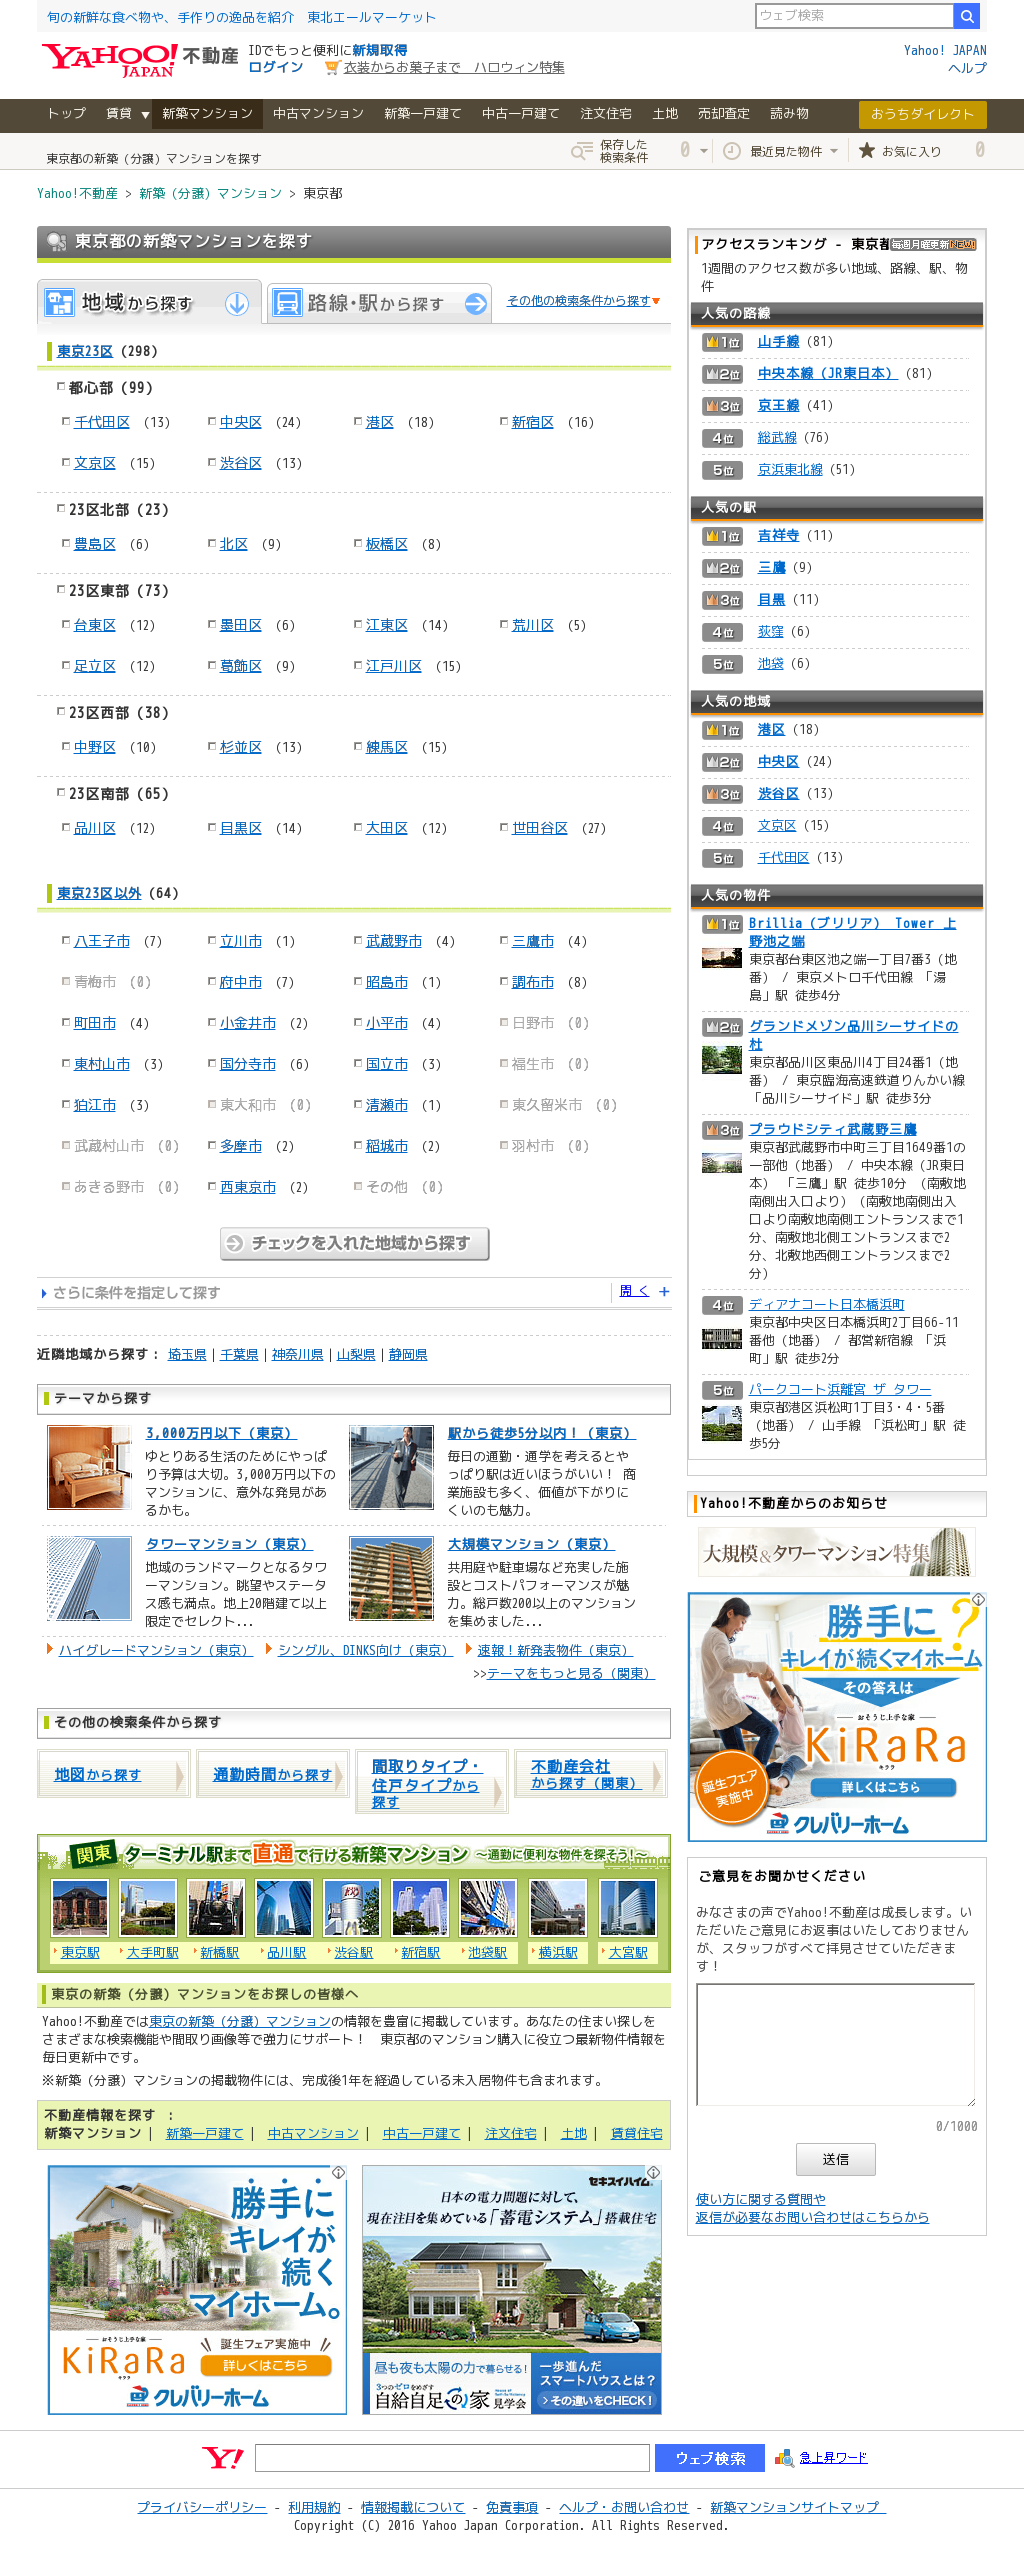 旬の新鮮な食べ物や、手作りの逸品を紹介　東北エールマーケット
ウェブ検索
YAHOO! JAPAN 不動産
IDでもっと便利に新規取得
ログイン
衣装からお菓子まで　ハロウィン特集
Yahoo! JAPAN
ヘルプ
トップ 賃貸 ▼ 新築マンション 中古マンション 新築一戸建て 中古一戸建て 注文住宅 土地 売却査定 読み物 おうちダイレクト
東京都の新築（分譲）マンションを探す
保存した検索条件 0 最近見た物件 お気に入り 0
Yahoo!不動産 > 新築（分譲）マンション > 東京都
東京都の新築マンションを探す
地域から探す 路線・駅から探す その他の検索条件から探す
東京23区（298）
都心部（99）
千代田区 （13） 中央区 （24） 港区 （18） 新宿区 （16）
文京区 （15） 渋谷区 （13）
23区北部（23）
豊島区 （6） 北区 （9） 板橋区 （8）
23区東部（73）
台東区 （12） 墨田区 （6） 江東区 （14） 荒川区 （5）
足立区 （12） 葛飾区 （9） 江戸川区 （15）
23区西部（38）
中野区 （10） 杉並区 （13） 練馬区 （15）
23区南部（65）
品川区 （12） 目黒区 （14） 大田区 （12） 世田谷区 （27）
東京23区以外（64）
八王子市 （7） 立川市 （1） 武蔵野市 （4） 三鷹市 （4）
青梅市 （0） 府中市 （7） 昭島市 （1） 調布市 （8）
町田市 （4） 小金井市 （2） 小平市 （4） 日野市 （0）
東村山市 （3） 国分寺市 （6） 国立市 （3） 福生市 （0）
狛江市 （3） 東大和市 （0） 清瀬市 （1） 東久留米市 （0）
武蔵村山市 （0） 多摩市 （2） 稲城市 （2） 羽村市 （0）
あきる野市 （0） 西東京市 （2） その他 （0）
チェックを入れた地域から探す
さらに条件を指定して探す 開く ＋
近隣地域から探す： 埼玉県｜千葉県｜神奈川県｜山梨県｜静岡県
テーマから探す
3,000万円以下（東京）
ゆとりある生活のためにやっぱ
り予算は大切。3,000万円以下の
マンションに、意外な発見があ
るかも。
駅から徒歩5分以内！（東京）
毎日の通勤・通学を考えるとや
っぱり駅は近いほうがいい！ 商
業施設も多く、価値が下がりに
くいのも魅力。
タワーマンション（東京）
地域のランドマークとなるタワ
ーマンション。眺望やステータ
ス感も満点。地上20階建て以上
限定でセレクト...
大規模マンション（東京）
共用庭や駐車場など充実した施
設とコストパフォーマンスが魅
力。総戸数200以上のマンション
を集めました...
ハイグレードマンション（東京） シングル、DINKS向け（東京） 速報！新発表物件（東京）
>>テーマをもっと見る（関東）
その他の検索条件から探す
地図から探す
通勤時間から探す
間取りタイプ・
住戸タイプから
探す
不動産会社
から探す（関東）
関東 ターミナル駅まで直通で行ける新築マンション ～通勤に便利な物件を探そう！～
東京駅 大手町駅 新橋駅 品川駅 渋谷駅 新宿駅 池袋駅 横浜駅 大宮駅
東京の新築（分譲）マンションをお探しの皆様へ
Yahoo!不動産では東京の新築（分譲）マンションの情報を豊富に掲載しています。あなたの住まい探しを
さまざまな検索機能や間取り画像等で強力にサポート！　東京都のマンション購入に役立つ最新物件情報を
毎日更新中です。
※新築（分譲）マンションの掲載物件には、完成後1年を経過している未入居物件も含まれます。
不動産情報を探す ：
新築マンション｜ 新築一戸建て｜ 中古マンション｜ 中古一戸建て｜ 注文住宅｜ 土地｜ 賃貸住宅
勝手に
キレイが
続く
マイホーム。
KiRaRa
キララ
おそうじ上手な家
誕生フェア実施中
詳しくはこちら
クレバリーホーム
セキスイハイム
日本の電力問題に対して、
現在注目を集めている「蓄電システム」搭載住宅
昼も夜も太陽の力で暮らせる！
3つのゼロをめざす
自給自足の家 見学会
一歩進んだ
スマートハウスとは？
その違いをCHECK！
アクセスランキング - 東京都 毎週月曜更新NEW!
1週間のアクセス数が多い地域、路線、駅、物
件
人気の路線
1位 山手線（81）
2位 中央本線（JR東日本）（81）
3位 京王線（41）
4位 総武線（76）
5位 京浜東北線（51）
人気の駅
1位 吉祥寺（11）
2位 三鷹（9）
3位 目黒（11）
4位 荻窪（6）
5位 池袋（6）
人気の地域
1位 港区（18）
2位 中央区（24）
3位 渋谷区（13）
4位 文京区（15）
5位 千代田区（13）
人気の物件
1位 Brillia（ブリリア） Tower 上
野池之端
東京都台東区池之端一丁目7番3（地
番） / 東京メトロ千代田線 「湯
島」駅 徒歩4分
2位 グランドメゾン品川シーサイドの
杜
東京都品川区東品川4丁目24番1（地
番） / 東京臨海高速鉄道りんかい線
「品川シーサイド」駅 徒歩3分
3位 プラウドシティ武蔵野三鷹
東京都武蔵野市中町三丁目1649番1の
一部他（地番） / 中央本線（JR東日
本） 「三鷹」駅 徒歩10分 （南敷地
南側出入口より）（南敷地南側出入
口より南敷地南側エントランスまで1
分、南敷地北側エントランスまで2
分、北敷地西側エントランスまで2
分）
4位 ディアナコート日本橋浜町
東京都中央区日本橋浜町2丁目66-11
番他（地番） / 都営新宿線 「浜
町」駅 徒歩2分
5位 パークコート浜離宮 ザ タワー
東京都港区浜松町1丁目3・4・5番
（地番） / 山手線 「浜松町」駅 徒
歩5分
Yahoo!不動産からのお知らせ
大規模&タワーマンション特集
勝手に？
キレイが続くマイホーム
その答えは
おそうじ上手な家
KiRaRa
キララ
誕生フェア
実施中
詳しくはこちら
クレバリーホーム
ご意見をお聞かせください
みなさまの声でYahoo!不動産は成長します。い
ただいたご意見にお返事はいたしておりません
が、スタッフがすべて拝見させていただきま
す！
0/1000
送信
使い方に関する質問や
返信が必要なお問い合わせはこちらから
Y! ウェブ検索 急上昇ワード
プライバシーポリシー - 利用規約 - 情報掲載について - 免責事項 - ヘルプ・お問い合わせ - 新築マンションサイトマップ
Copyright (C) 2016 Yahoo Japan Corporation. All Rights Reserved.